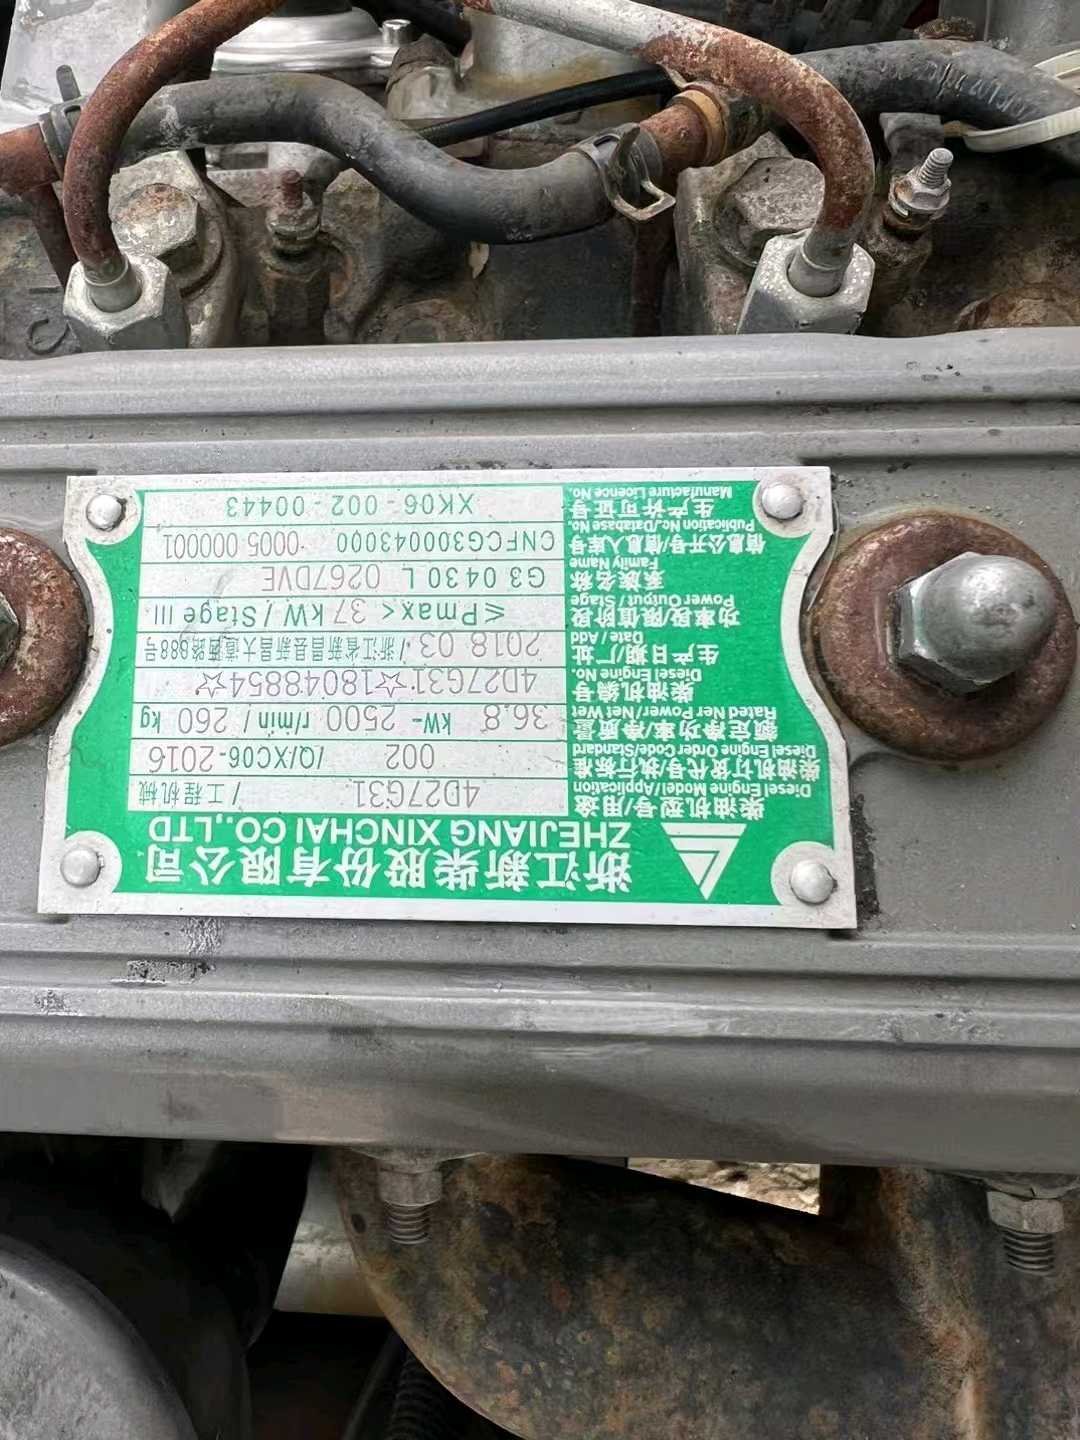 浙江新柴股份有限公司
ZHEJIANG XINCHAI CO.,LTD
柴油机型号/用途 4D27G31 /工程机械
Diesel Engine Model/Application
柴油机订货代号/执行标准 002 /Q/XC06-2016
Diesel Engine Order Code/Standard
额定净功率/净质量 36.8 kW- 2500 r/min / 260 kg
Rated Ner Power/Net Wet
柴油机编号 4D27G31☆18048854☆
Diesel Engine No.
生产日期/厂址 2018 03 /浙江省新昌县新昌大道西路988号
Date / Add
功率段/限值阶段 ≤Pmax< 37 kW / Stage III
Power Output / Stage
家族名称 G3 0430 L 0267DVE
Family Name
信息公开号/信息入库号 CNFCG300043000 0005 000001
Publication No./Database No.
生产许可证号 XK06-002-00443
Manufacture Licence No.